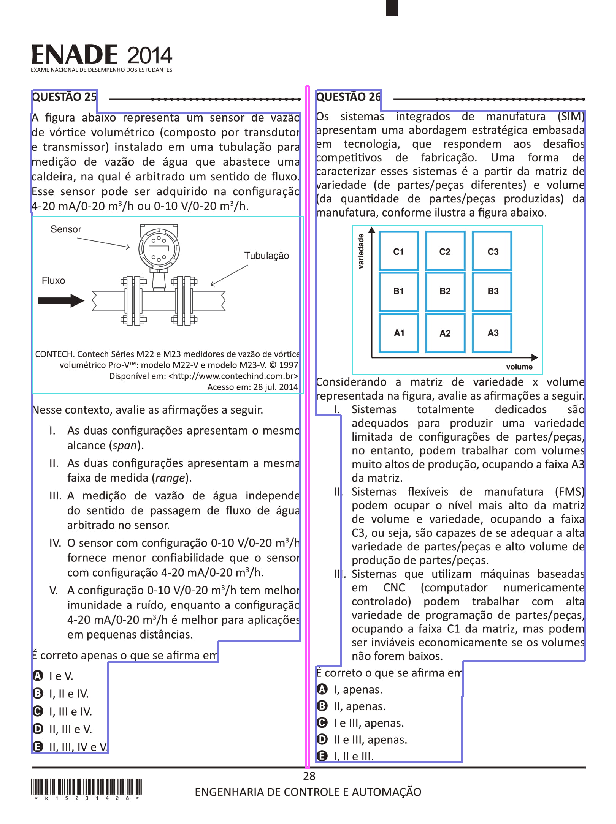 ENADE 2014
EXAME NACIONAL DE DESEMPENHO DOS ESTUDANTES
QUESTÃO 25
A figura abaixo representa um sensor de vazão
de vórtice volumétrico (composto por transdutor
e transmissor) instalado em uma tubulação para
medição de vazão de água que abastece uma
caldeira, na qual é arbitrado um sentido de fluxo.
Esse sensor pode ser adquirido na configuração
4-20 mA/0-20 m³/h ou 0-10 V/0-20 m³/h.
Sensor
Tubulação
Fluxo
CONTECH. Contech Séries M22 e M23 medidores de vazão de vórtice
volumétrico Pro-V™: modelo M22-V e modelo M23-V. © 1997
Disponível em: <http://www.contechind.com.br>
Acesso em: 28 jul. 2014
Nesse contexto, avalie as afirmações a seguir.
I. As duas configurações apresentam o mesmo
alcance (span).
II. As duas configurações apresentam a mesma
faixa de medida (range).
III. A medição de vazão de água independe
do sentido de passagem de fluxo de água
arbitrado no sensor.
IV. O sensor com configuração 0-10 V/0-20 m³/h
fornece menor confiabilidade que o sensor
com configuração 4-20 mA/0-20 m³/h.
V. A configuração 0-10 V/0-20 m³/h tem melhor
imunidade a ruído, enquanto a configuração
4-20 mA/0-20 m³/h é melhor para aplicações
em pequenas distâncias.
É correto apenas o que se afirma em
A I e V.
B I, II e IV.
C I, III e IV.
D II, III e V.
E II, III, IV e V
QUESTÃO 26
Os sistemas integrados de manufatura (SIM)
apresentam uma abordagem estratégica embasada
em tecnologia, que respondem aos desafios
competitivos de fabricação. Uma forma de
caracterizar esses sistemas é a partir da matriz de
variedade (de partes/peças diferentes) e volume
(da quantidade de partes/peças produzidas) da
manufatura, conforme ilustra a figura abaixo.
variedade
C1 C2 C3
B1 B2 B3
A1 A2 A3
volume
Considerando a matriz de variedade x volume
representada na figura, avalie as afirmações a seguir.
I. Sistemas totalmente dedicados são
adequados para produzir uma variedade
limitada de configurações de partes/peças,
no entanto, podem trabalhar com volumes
muito altos de produção, ocupando a faixa A3
da matriz.
II. Sistemas flexíveis de manufatura (FMS)
podem ocupar o nível mais alto da matriz
de volume e variedade, ocupando a faixa
C3, ou seja, são capazes de se adequar a alta
variedade de partes/peças e alto volume de
produção de partes/peças.
III. Sistemas que utilizam máquinas baseadas
em CNC (computador numericamente
controlado) podem trabalhar com alta
variedade de programação de partes/peças,
ocupando a faixa C1 da matriz, mas podem
ser inviáveis economicamente se os volumes
não forem baixos.
É correto o que se afirma em
A I, apenas.
B II, apenas.
C I e III, apenas.
D II e III, apenas.
E I, II e III.
28
ENGENHARIA DE CONTROLE E AUTOMAÇÃO